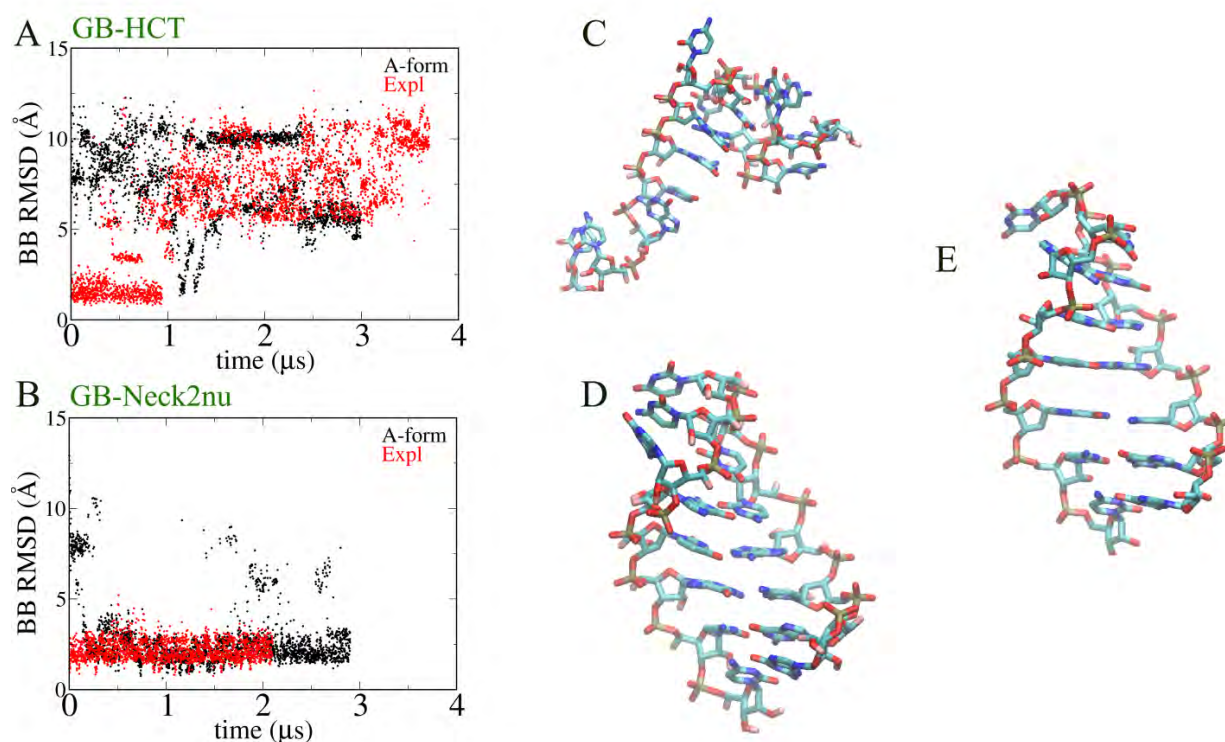 A GB-HCT
15
10
5
0
BB RMSD (Å)
A-form
Expl
0 1 2 3 4
time (μs)
B GB-Neck2nu
15
10
5
0
BB RMSD (Å)
A-form
Expl
0 1 2 3 4
time (μs)
C
D
E